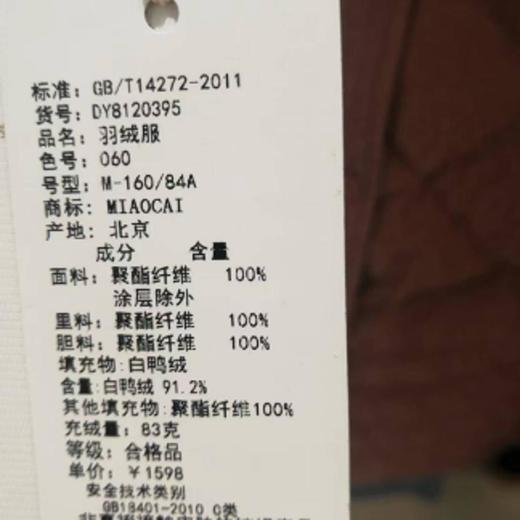 标准: GB/T14272-2011
货号: DY8120395
品名: 羽绒服
色号: 060
号型: M-160/84A
商标: MIAOCAI
产地: 北京
成分 含量
面料: 聚酯纤维 100%
涂层除外
里料: 聚酯纤维 100%
胆料: 聚酯纤维 100%
填充物:白鸭绒
含量:白鸭绒 91.2%
其他填充物:聚酯纤维100%
充绒量: 83克
等级: 合格品
单价: ¥1598
安全技术类别
GB18401-2010 C类